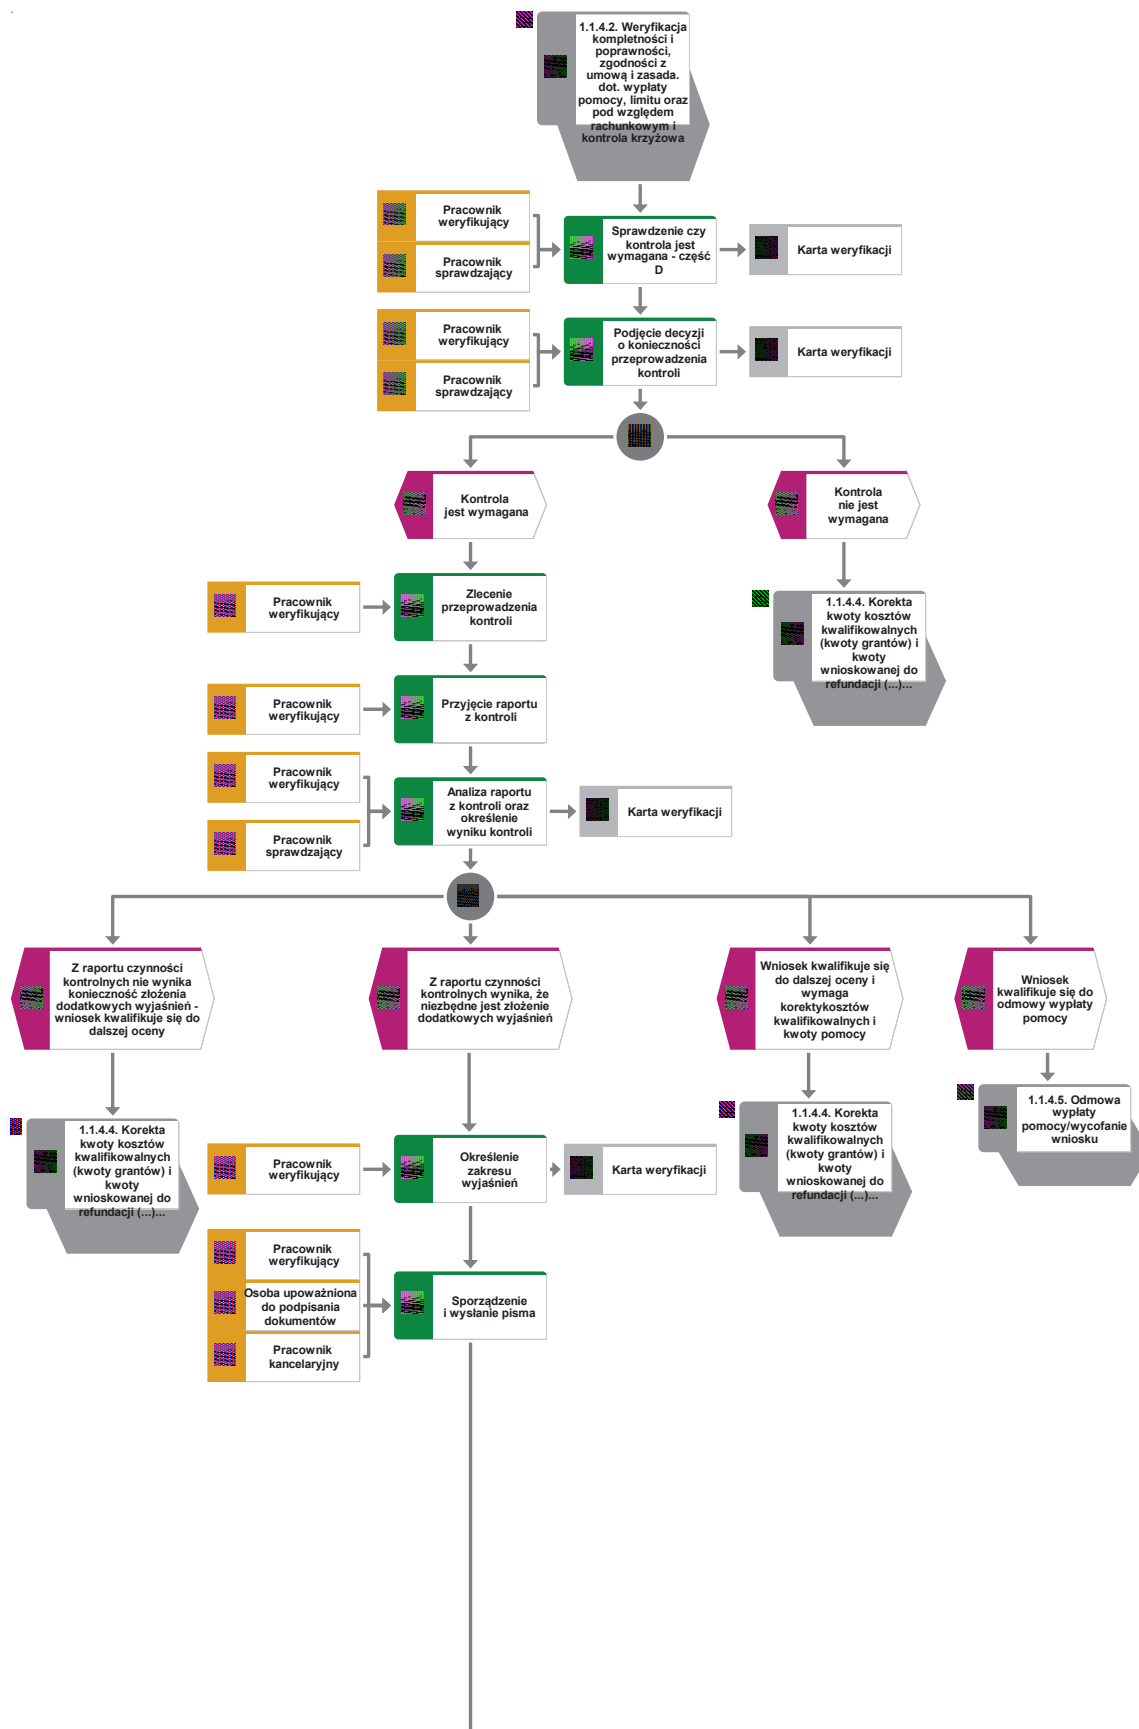 1.1.4.2. Weryfikacja
kompletności i
poprawności,
zgodności z
umową i zasada.
dot. wypłaty
pomocy, limitu oraz
pod względem
rachunkowym i
kontrola krzyżowa
Pracownik
weryfikujący
Pracownik
sprawdzający
Sprawdzenie czy
kontrola jest
wymagana - część
D
Karta weryfikacji
Pracownik
weryfikujący
Pracownik
sprawdzający
Podjęcie decyzji
o konieczności
przeprowadzenia
kontroli
Karta weryfikacji
Kontrola
jest wymagana
Kontrola
nie jest
wymagana
Pracownik
weryfikujący
Zlecenie
przeprowadzenia
kontroli
1.1.4.4. Korekta
kwoty kosztów
kwalifikowalnych
(kwoty grantów) i
kwoty
wnioskowanej do
refundacji (...)...
Pracownik
weryfikujący
Przyjęcie raportu
z kontroli
Pracownik
weryfikujący
Pracownik
sprawdzający
Analiza raportu
z kontroli oraz
określenie
wyniku kontroli
Karta weryfikacji
Z raportu czynności
kontrolnych nie wynika
konieczność złożenia
dodatkowych wyjaśnień -
wniosek kwalifikuje się do
dalszej oceny
Z raportu czynności
kontrolnych wynika, że
niezbędne jest złożenie
dodatkowych wyjaśnień
Wniosek kwalifikuje się
do dalszej oceny i
wymaga
korektykosztów
kwalifikowalnych i
kwoty pomocy
Wniosek
kwalifikuje się do
odmowy wypłaty
pomocy
1.1.4.4. Korekta
kwoty kosztów
kwalifikowalnych
(kwoty grantów) i
kwoty
wnioskowanej do
refundacji (...)...
Pracownik
weryfikujący
Określenie
zakresu
wyjaśnień
Karta weryfikacji
1.1.4.4. Korekta
kwoty kosztów
kwalifikowalnych
(kwoty grantów) i
kwoty
wnioskowanej do
refundacji (...)...
1.1.4.5. Odmowa
wypłaty
pomocy/wycofanie
wniosku
Pracownik
weryfikujący
Osoba upoważniona
do podpisania
dokumentów
Pracownik
kancelaryjny
Sporządzenie
i wysłanie pisma